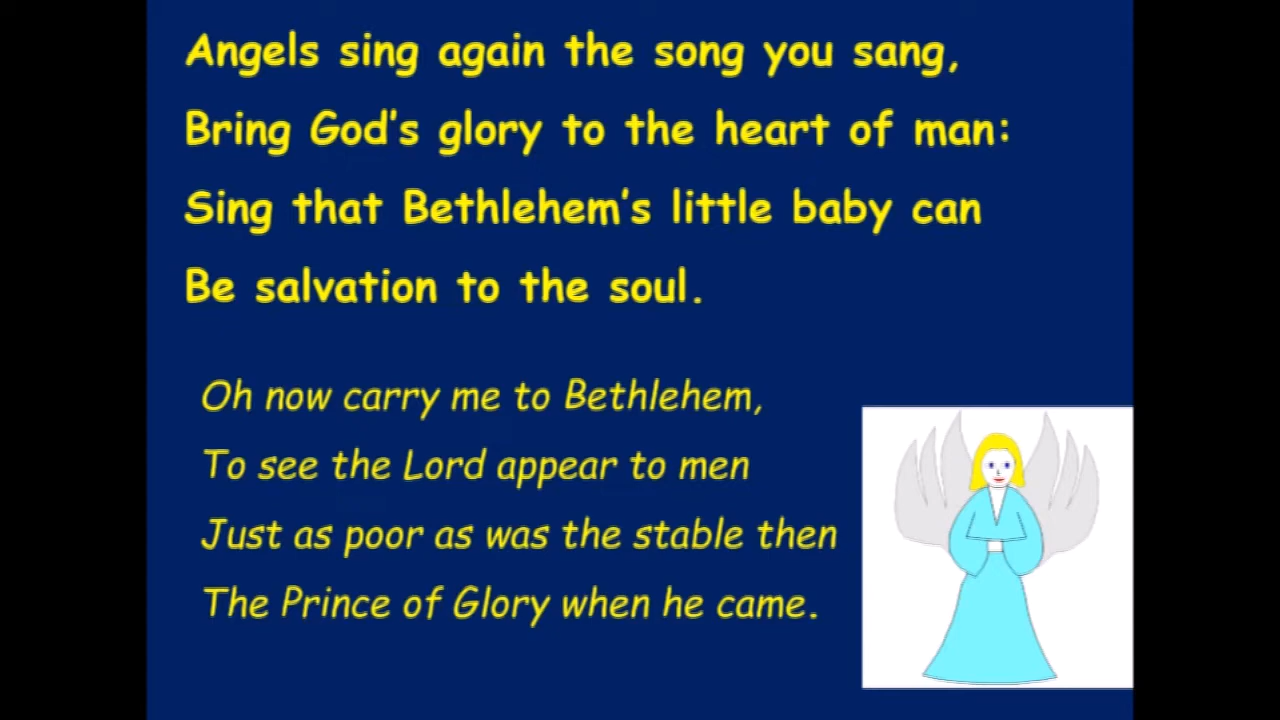 Angels sing again the song you sang,
Bring God's glory to the heart of man:
Sing that Bethlehem's little baby can
Be salvation to the soul.
Oh now carry me to Bethlehem,
To see the Lord appear to men
Just as poor as was the stable then
The Prince of Glory when he came.